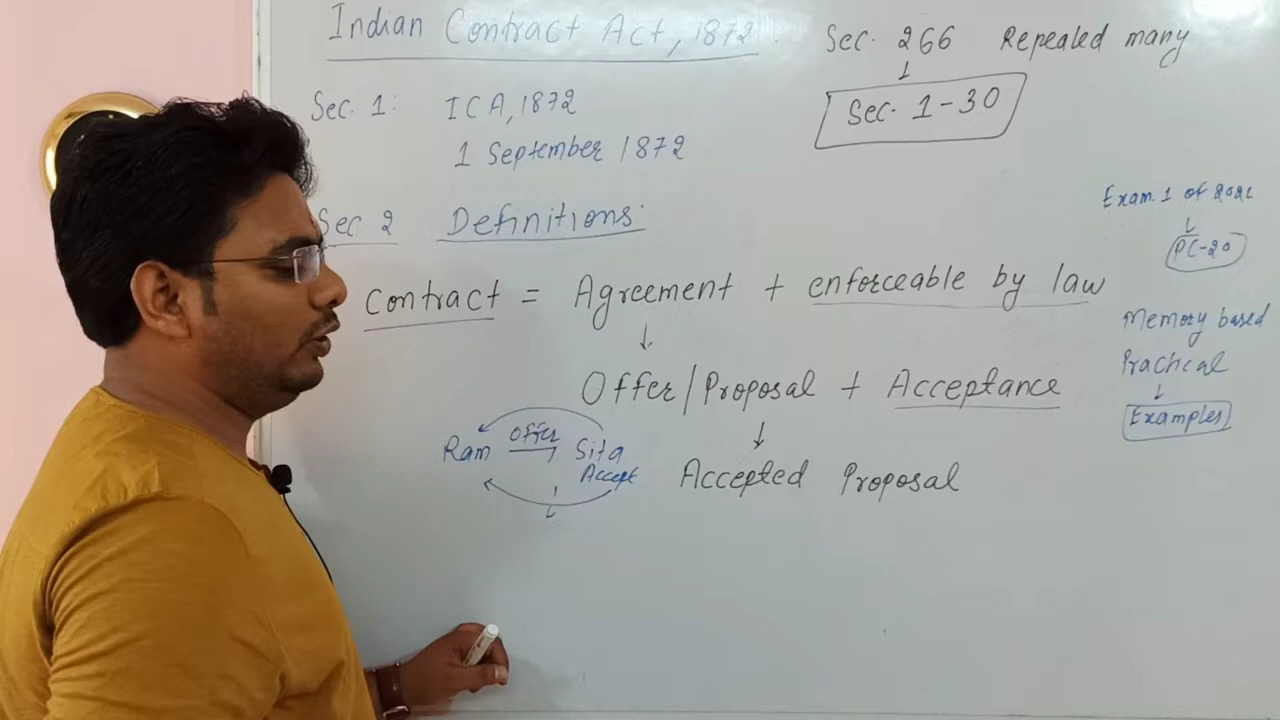 Indian Contract Act, 1872.
Sec. 266 Repealed many
Sec. 1-30
Sec. 1: ICA, 1872
1 September 1872
Sec 2 Definitions:
Exam. 1 of
PC-20
Contract = Agreement + enforceable by law
Offer/Proposal + Acceptance
Accepted Proposal
Ram Offer Sita
Accept
Memory based
Practical
Examples